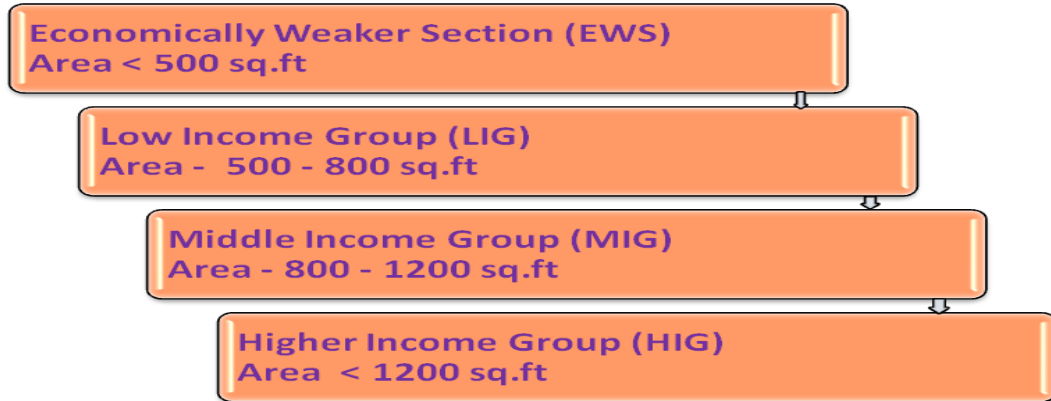 Economically Weaker Section (EWS)
Area < 500 sq.ft
Low Income Group (LIG)
Area -  500 - 800 sq.ft
Middle Income Group (MIG)
Area - 800 - 1200 sq.ft
Higher Income Group (HIG)
Area  < 1200 sq.ft